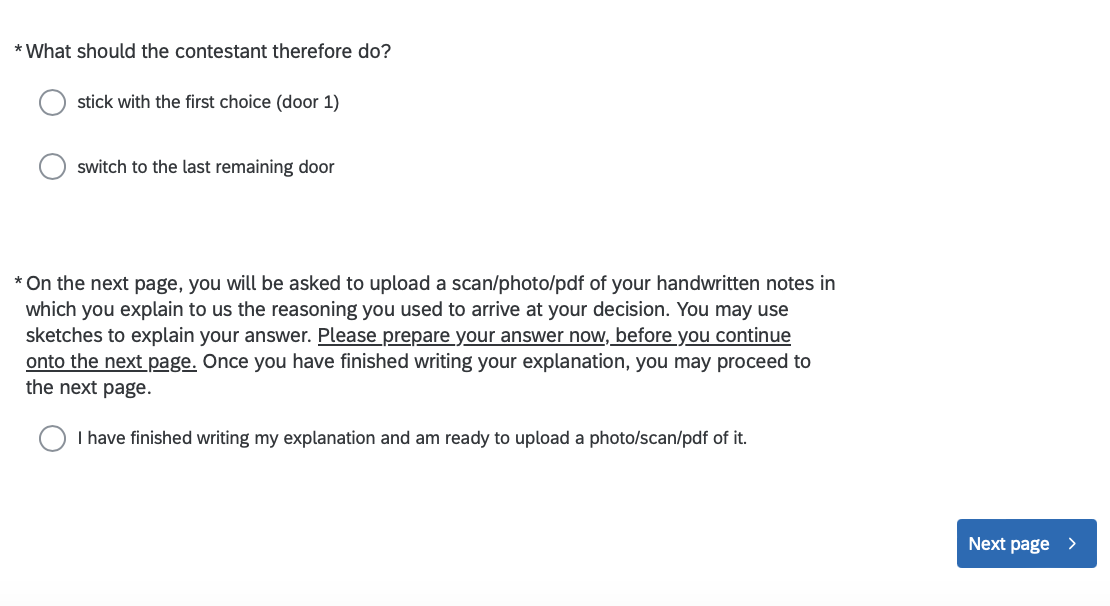 * What should the contestant therefore do?
stick with the first choice (door 1)
switch to the last remaining door
* On the next page, you will be asked to upload a scan/photo/pdf of your handwritten notes in
which you explain to us the reasoning you used to arrive at your decision. You may use
sketches to explain your answer. Please prepare your answer now, before you continue
onto the next page. Once you have finished writing your explanation, you may proceed to
the next page.
I have finished writing my explanation and am ready to upload a photo/scan/pdf of it.
Next page